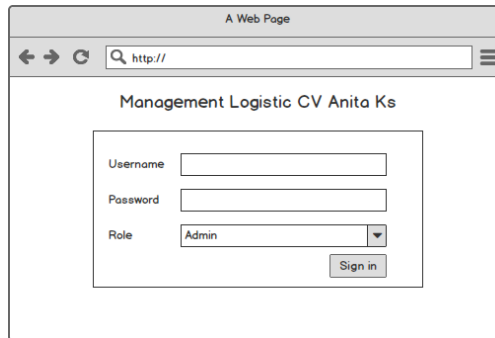 A Web Page
http://
Management Logistic CV Anita Ks
Username
Password
Role Admin
Sign in